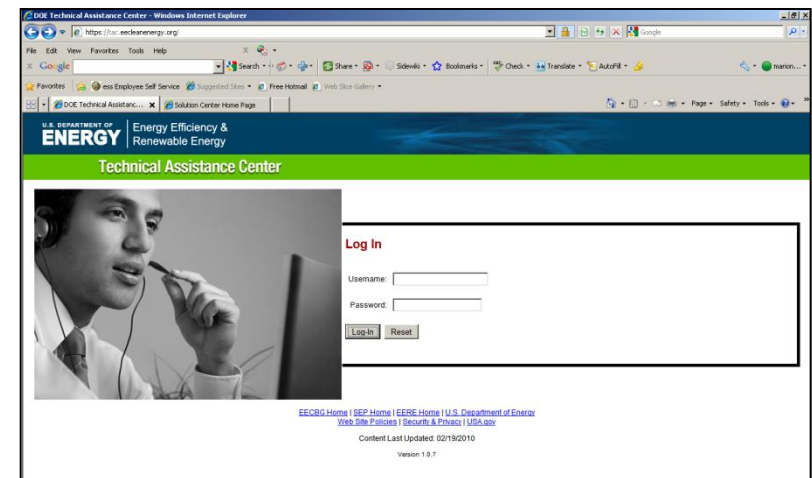 DOE Technical Assistance Center - Windows Internet Explorer
https://tac.eecleanenergy.org/
Google
File Edit View Favorites Tools Help
Google Search Share Sidewiki Bookmarks Check Translate AutoFill marion...
Favorites ess Employee Self Service Suggested Sites Free Hotmail Web Slice Gallery
DOE Technical Assistanc... Solution Center Home Page Page Safety Tools
U.S. DEPARTMENT OF
ENERGY
Energy Efficiency &
Renewable Energy
Technical Assistance Center
Log In
Username:
Password:
Log-In Reset
EECBG Home | SEP Home | EERE Home | U.S. Department of Energy
Web Site Policies | Security & Privacy | USA.gov
Content Last Updated: 02/19/2010
Version 1.0.7